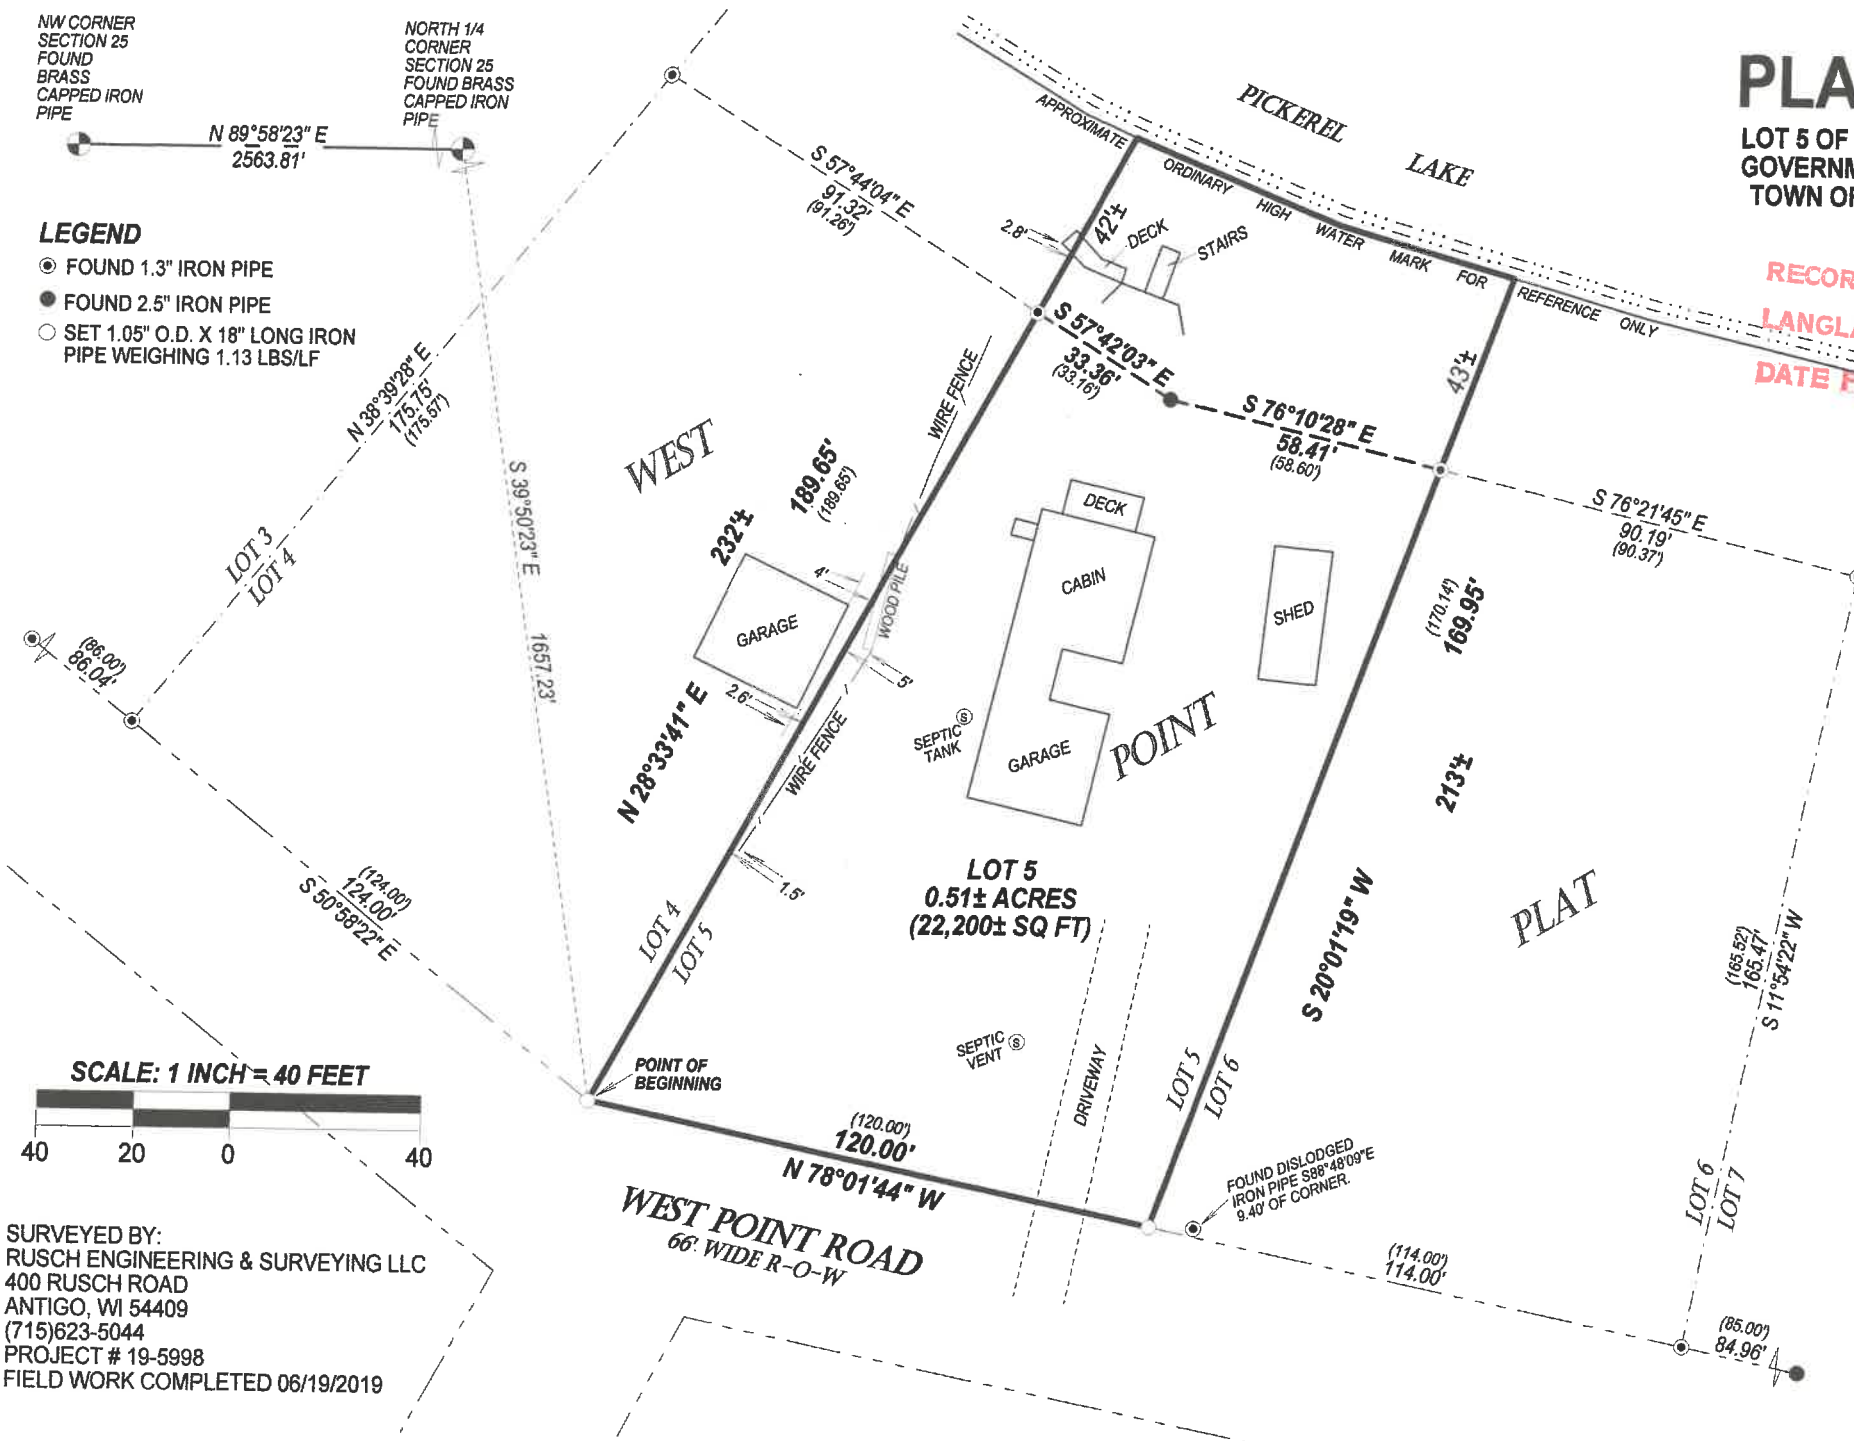 NW CORNER
SECTION 25
FOUND
BRASS
CAPPED IRON
PIPE
NORTH 1/4
CORNER
SECTION 25
FOUND BRASS
CAPPED IRON
PIPE
N 89°58'23" E
2563.81'
LEGEND
FOUND 1.3" IRON PIPE
FOUND 2.5" IRON PIPE
SET 1.05" O.D. X 18" LONG IRON
PIPE WEIGHING 1.13 LBS/LF
PLA
LOT 5 OF
GOVERNM
TOWN OF
RECOR
LANGLA
DATE F
PICKEREL
LAKE
APPROXIMATE ORDINARY HIGH WATER MARK FOR REFERENCE ONLY
S 57°44'04" E
91.32'
(91.26')
2.8'
42'±
DECK
STAIRS
S 57°42'03" E
33.36'
(33.16')
S 76°10'28" E
58.41'
(58.60')
43'±
S 76°21'45" E
90.19'
(90.37')
N 38°39'28" E
175.75'
(175.57')
LOT 3
LOT 4
S 39°50'23" E
1657.23'
WEST
POINT
PLAT
WIRE FENCE
189.65'
(189.65')
232'±
N 28°33'41" E
GARAGE
4'
WOOD PILE
5'
2.6'
WIRE FENCE
1.5'
DECK
CABIN
GARAGE
SHED
SEPTIC
TANK
S
(170.14')
169.95'
213'±
S 20°01'19" W
(86.00')
86.04'
(124.00')
124.00'
S 50°58'22" E
LOT 4
LOT 5
LOT 5
0.51± ACRES
(22,200± SQ FT)
SEPTIC
VENT
S
DRIVEWAY
LOT 5
LOT 6
(165.52')
165.47'
S 11°54'22" W
LOT 6
LOT 7
POINT OF
BEGINNING
(120.00')
120.00'
N 78°01'44" W
WEST POINT ROAD
66' WIDE R-O-W
FOUND DISLODGED
IRON PIPE S88°48'09"E
9.40' OF CORNER.
(114.00')
114.00'
(85.00')
84.96'
SCALE: 1 INCH = 40 FEET
40 20 0 40
SURVEYED BY:
RUSCH ENGINEERING & SURVEYING LLC
400 RUSCH ROAD
ANTIGO, WI 54409
(715)623-5044
PROJECT # 19-5998
FIELD WORK COMPLETED 06/19/2019